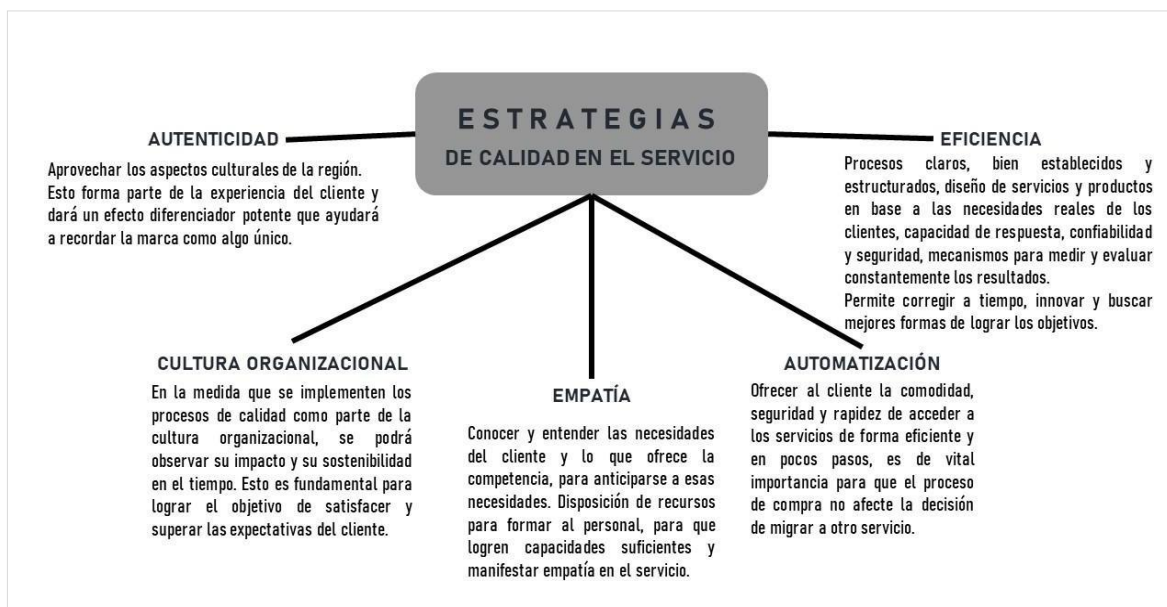 ESTRATEGIAS
DE CALIDAD EN EL SERVICIO
AUTENTICIDAD
Aprovechar los aspectos culturales de la región.
Esto forma parte de la experiencia del cliente y
dará un efecto diferenciador potente que ayudará
a recordar la marca como algo único.
EFICIENCIA
Procesos claros, bien establecidos y
estructurados, diseño de servicios y productos
en base a las necesidades reales de los
clientes, capacidad de respuesta, confiabilidad
y seguridad, mecanismos para medir y evaluar
constantemente los resultados.
Permite corregir a tiempo, innovar y buscar
mejores formas de lograr los objetivos.
CULTURA ORGANIZACIONAL
En la medida que se implementen los
procesos de calidad como parte de la
cultura organizacional, se podrá
observar su impacto y su sostenibilidad
en el tiempo. Esto es fundamental para
lograr el objetivo de satisfacer y
superar las expectativas del cliente.
EMPATÍA
Conocer y entender las necesidades
del cliente y lo que ofrece la
competencia, para anticiparse a esas
necesidades. Disposición de recursos
para formar al personal, para que
logren capacidades suficientes y
manifestar empatía en el servicio.
AUTOMATIZACIÓN
Ofrecer al cliente la comodidad,
seguridad y rapidez de acceder a
los servicios de forma eficiente y
en pocos pasos, es de vital
importancia para que el proceso
de compra no afecte la decisión
de migrar a otro servicio.